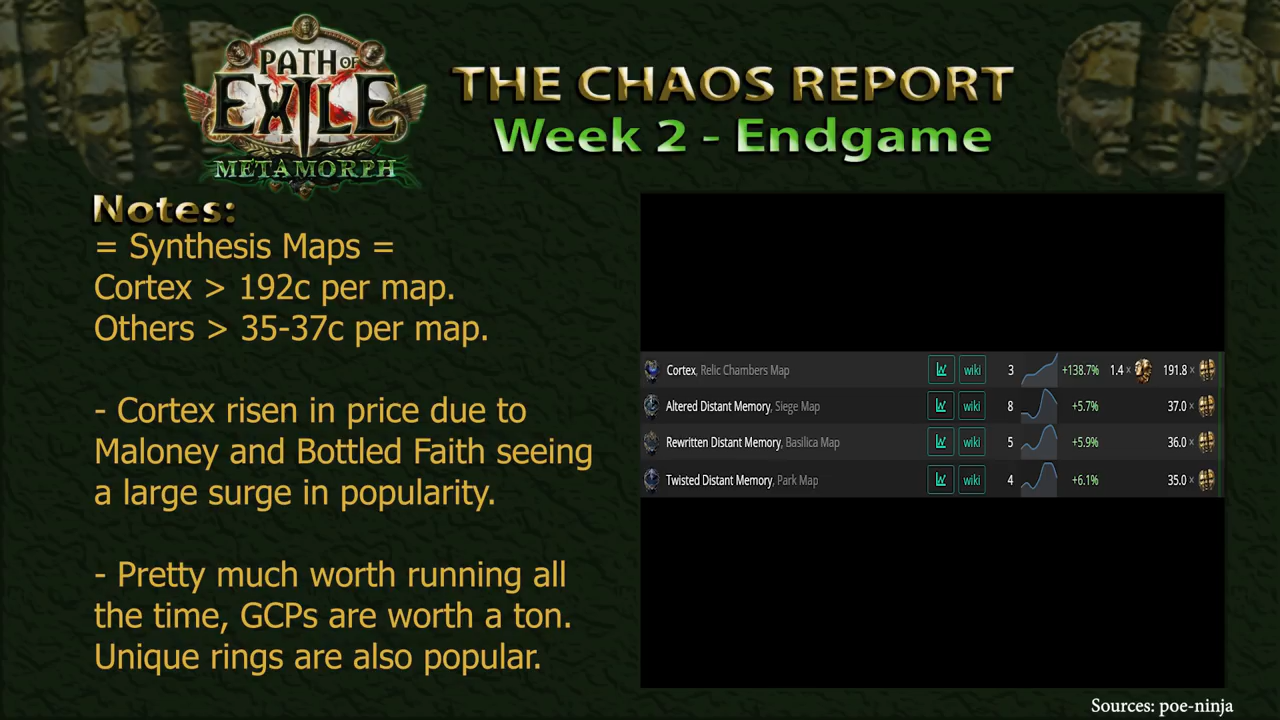 PATH OF
EXILE
METAMORPH
THE CHAOS REPORT
Week 2 - Endgame
Notes:
= Synthesis Maps =
Cortex > 192c per map.
Others > 35-37c per map.
- Cortex risen in price due to
Maloney and Bottled Faith seeing
a large surge in popularity.
- Pretty much worth running all
the time, GCPs are worth a ton.
Unique rings are also popular.
Cortex, Relic Chambers Map wiki 3 +138.7% 1.4 × 191.8 ×
Altered Distant Memory, Siege Map wiki 8 +5.7% 37.0 ×
Rewritten Distant Memory, Basilica Map wiki 5 +5.9% 36.0 ×
Twisted Distant Memory, Park Map wiki 4 +6.1% 35.0 ×
Sources: poe-ninja